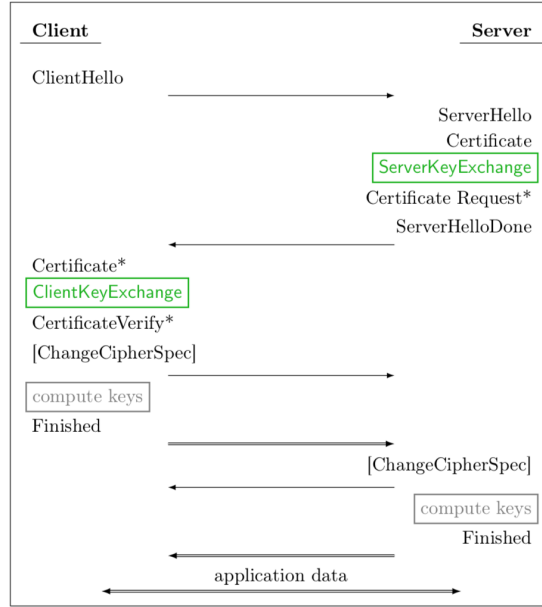 Client Server
ClientHello
ServerHello
Certificate
ServerKeyExchange
Certificate Request*
ServerHelloDone
Certificate*
ClientKeyExchange
CertificateVerify*
[ChangeCipherSpec]
compute keys
Finished
[ChangeCipherSpec]
compute keys
Finished
application data